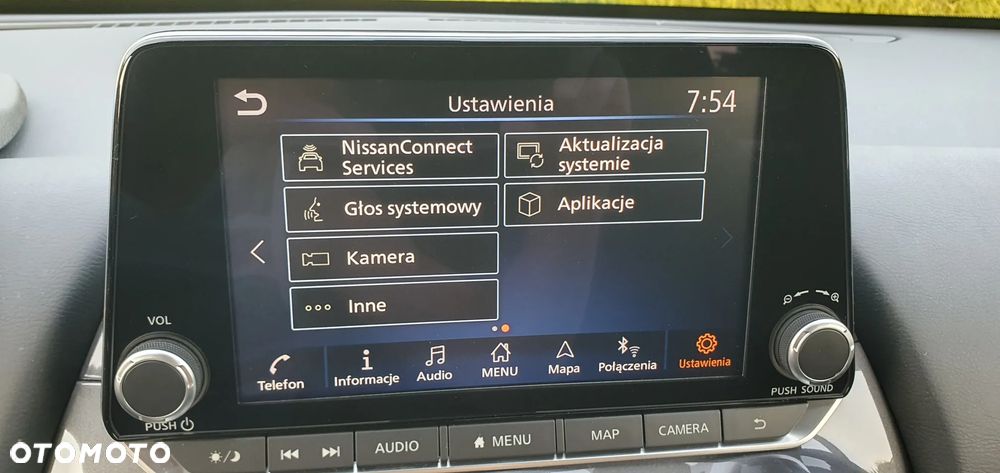 Ustawienia
7:54
NissanConnect
Services
Aktualizacja
systemie
Głos systemowy
Aplikacje
Kamera
Inne
Telefon
Informacje
Audio
MENU
Mapa
Połączenia
Ustawienia
VOL
PUSH
PUSH SOUND
AUDIO
MENU
MAP
CAMERA
OTOMOTO